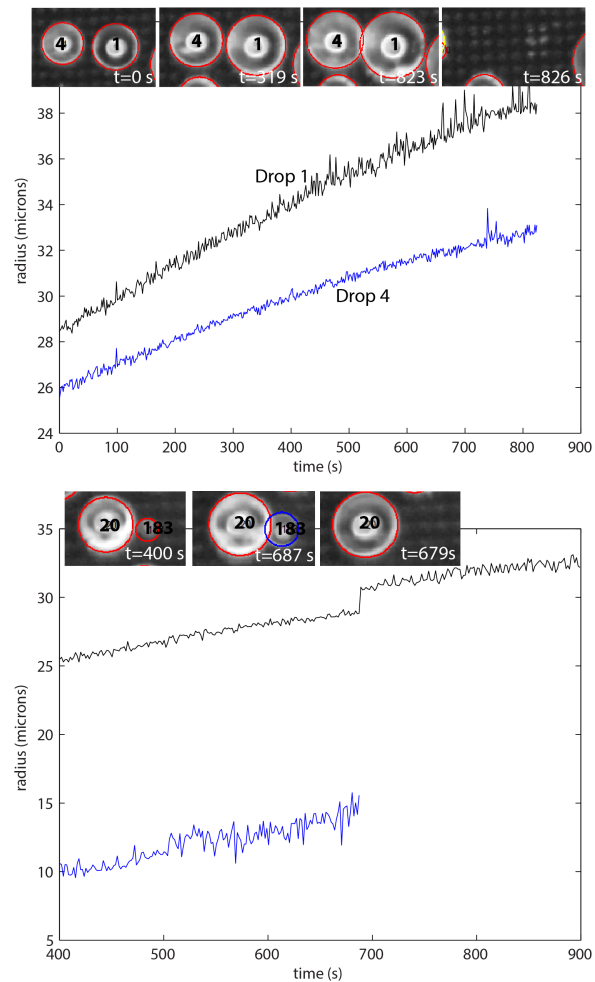 4 1 4 1 4 1
t=0 s t=319 s t=823 s t=826 s
38
36
34
32
30
28
26
24
radius (microns)
Drop 1
Drop 4
0 100 200 300 400 500 600 700 800 900
time (s)
20 183 20 183 20
t=400 s t=687 s t=679s
35
30
25
20
15
10
5
radius (microns)
400 500 600 700 800 900
time (s)